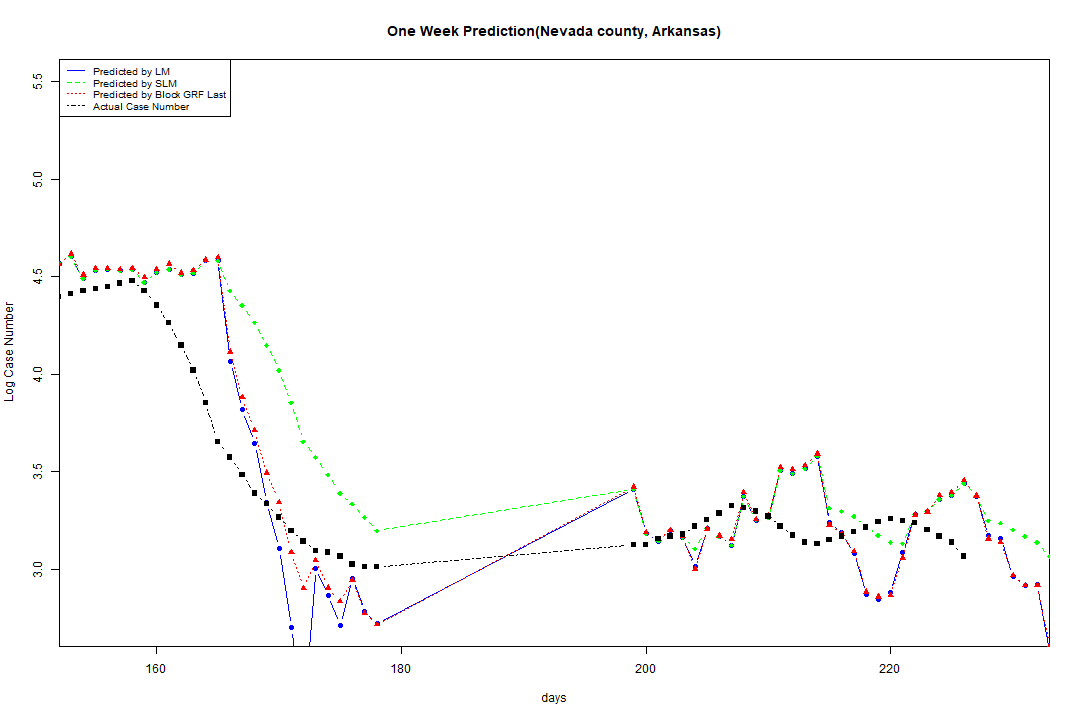 One Week Prediction(Nevada county, Arkansas)
Predicted by LM
Predicted by SLM
Predicted by Block GRF Last
Actual Case Number
5.5
5.0
4.5
4.0
3.5
3.0
Log Case Number
160 180 200 220
days